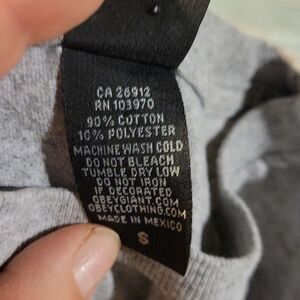 CA 26912
RN 103970
90% COTTON
10% POLYESTER
MACHINE WASH COLD
DO NOT BLEACH
TUMBLE DRY LOW
DO NOT IRON
IF DECORATED
OBEYGIANT.COM
OBEYCLOTHING.COM
MADE IN MEXICO
S